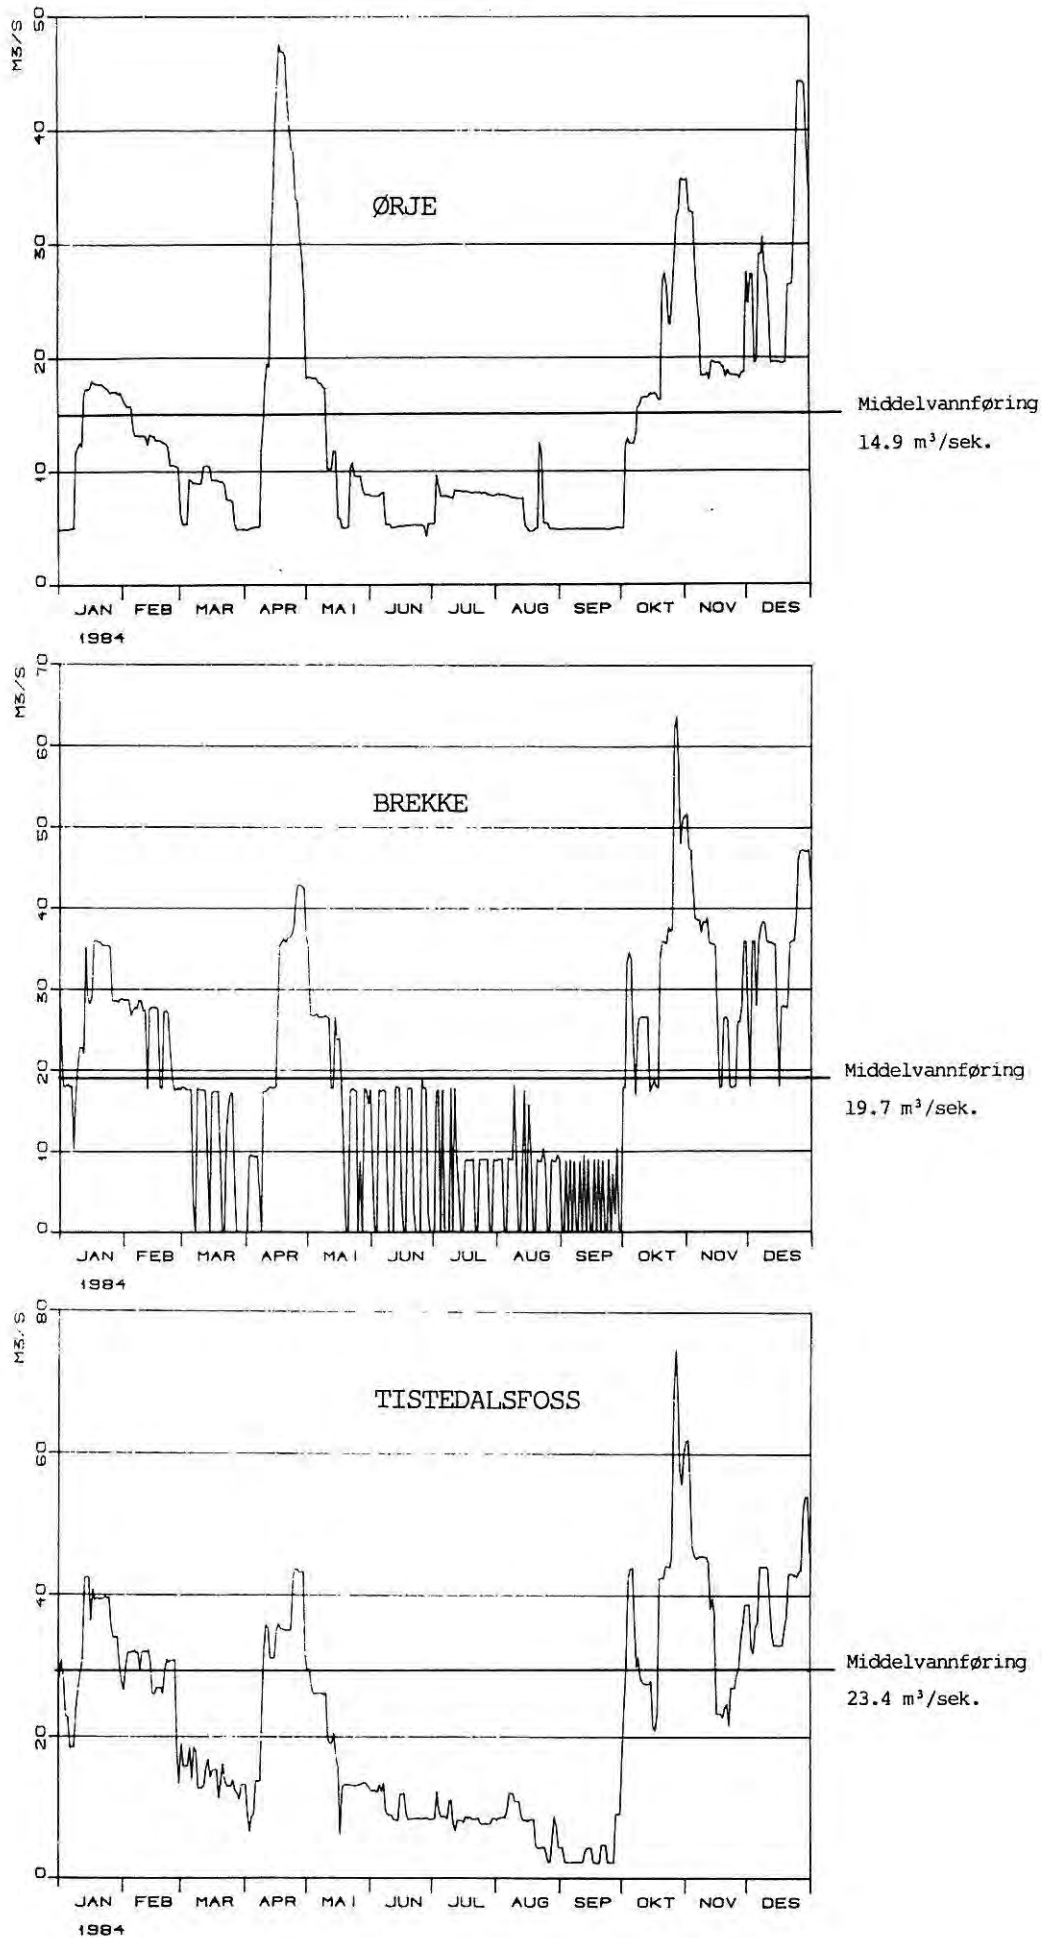 M3/S
50
40
30
20
10
0
ØRJE
Middelvannføring
14.9 m³/sek.
JAN FEB MAR APR MAI JUN JUL AUG SEP OKT NOV DES
1984
M3/S
70
60
50
40
30
20
10
0
BREKKE
Middelvannføring
19.7 m³/sek.
JAN FEB MAR APR MAI JUN JUL AUG SEP OKT NOV DES
1984
M3/S
80
60
40
20
0
TISTEDALSFOSS
Middelvannføring
23.4 m³/sek.
JAN FEB MAR APR MAI JUN JUL AUG SEP OKT NOV DES
1984